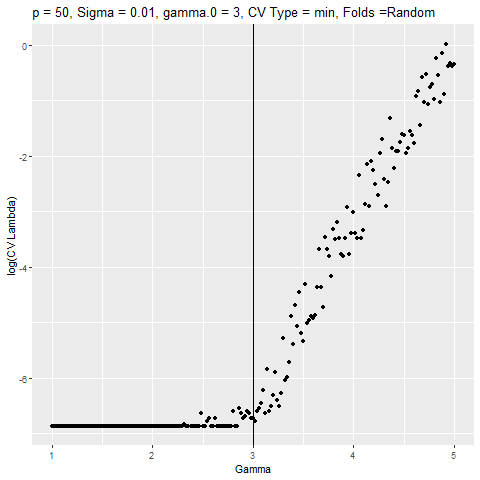 p = 50, Sigma = 0.01, gamma.0 = 3, CV Type = min, Folds =Random
0
-2
-4
-6
log(CV Lambda)
1 2 3 4 5
Gamma